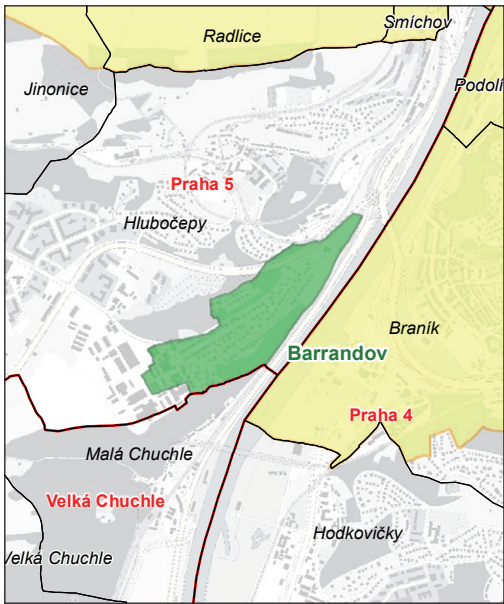 Smíchov
Radlice
Podolí
Jinonice
Praha 5
Hlubočepy
Braník
Barrandov
Praha 4
Malá Chuchle
Velká Chuchle
Hodkovičky
Velká Chuchle